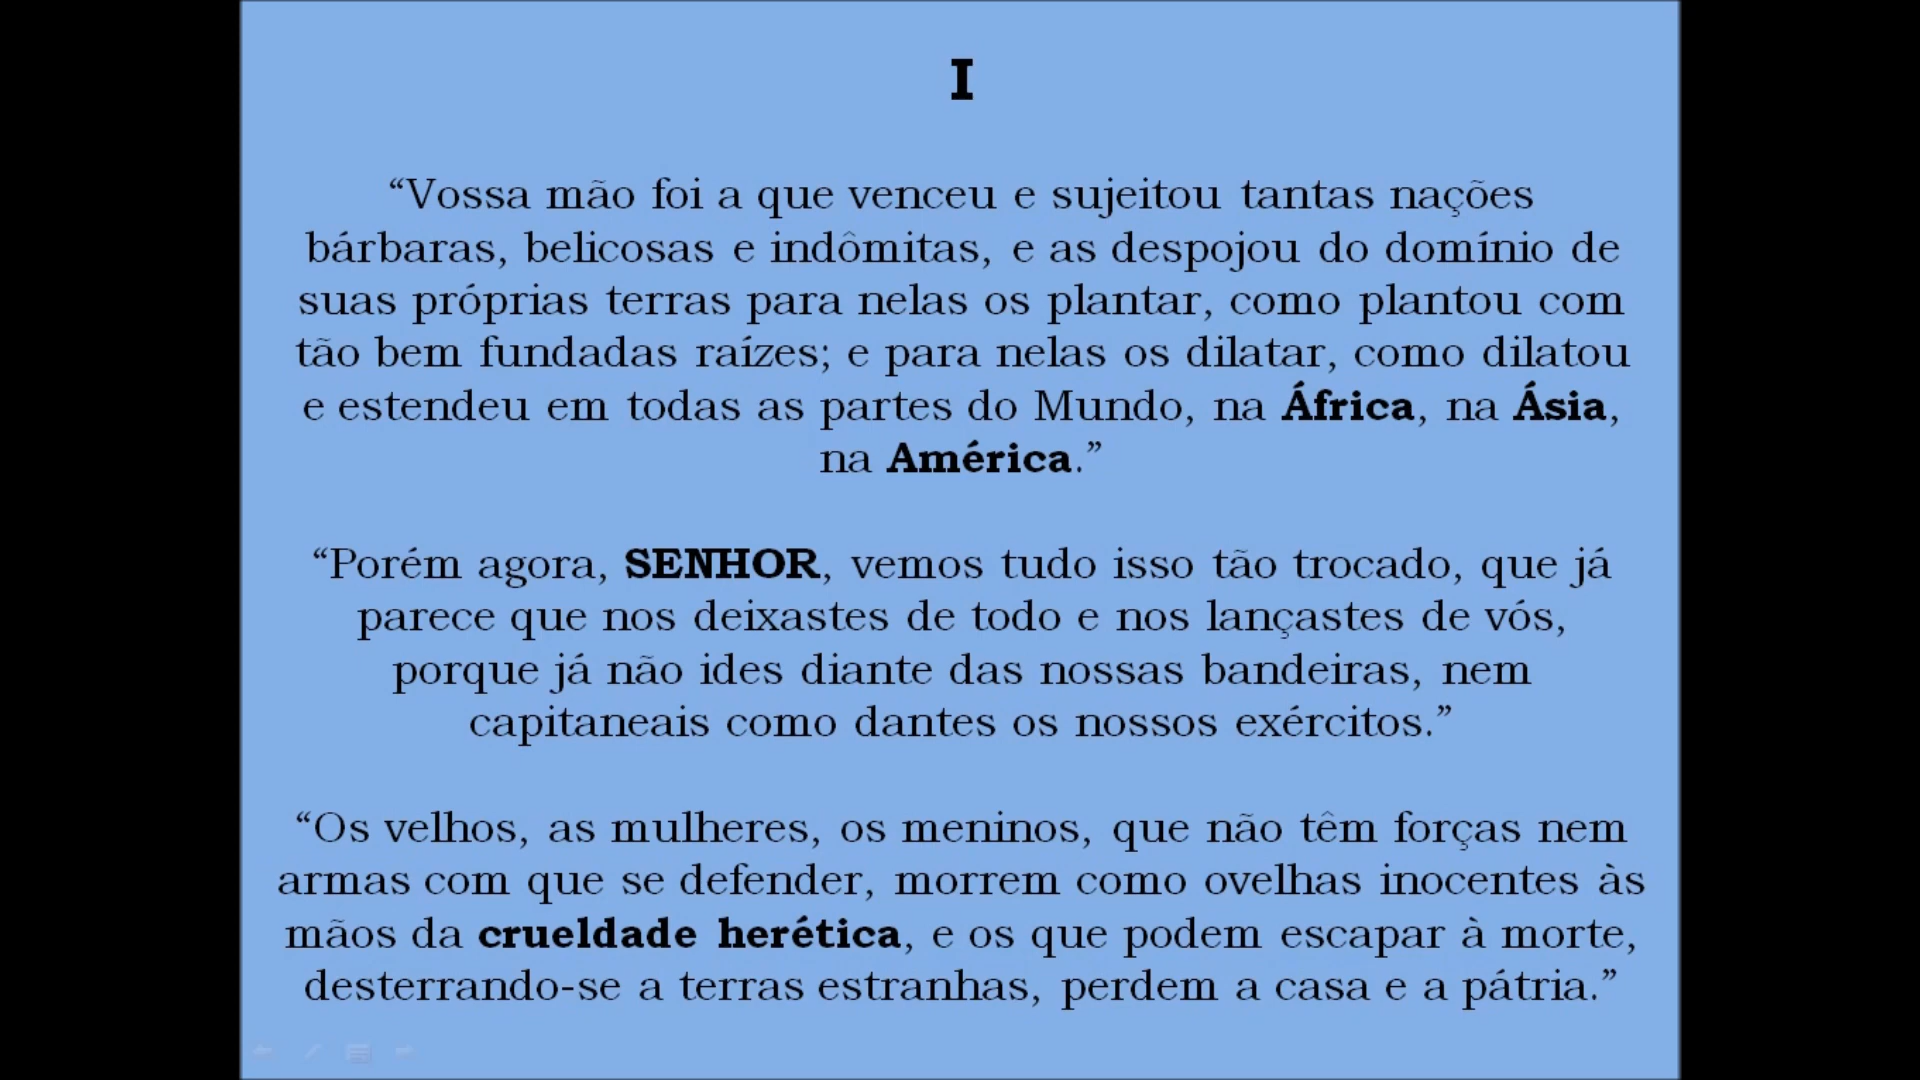 I
“Vossa mão foi a que venceu e sujeitou tantas nações
bárbaras, belicosas e indômitas, e as despojou do domínio de
suas próprias terras para nelas os plantar, como plantou com
tão bem fundadas raízes; e para nelas os dilatar, como dilatou
e estendeu em todas as partes do Mundo, na África, na Ásia,
na América.”
“Porém agora, SENHOR, vemos tudo isso tão trocado, que já
parece que nos deixastes de todo e nos lançastes de vós,
porque já não ides diante das nossas bandeiras, nem
capitaneais como dantes os nossos exércitos.”
“Os velhos, as mulheres, os meninos, que não têm forças nem
armas com que se defender, morrem como ovelhas inocentes às
mãos da crueldade herética, e os que podem escapar à morte,
desterrando-se a terras estranhas, perdem a casa e a pátria.”